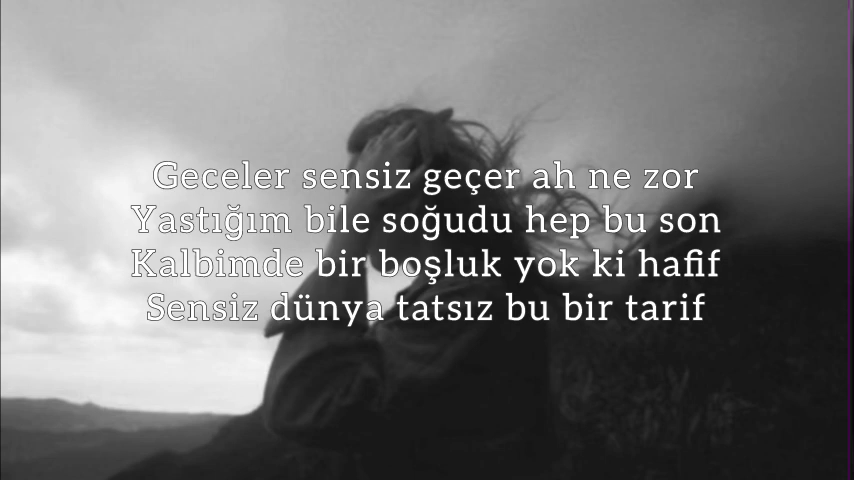 Geceler sensiz geçer ah ne zor
Yastığım bile soğudu hep bu son
Kalbimde bir boşluk yok ki hafif
Sensiz dünya tatsız bu bir tarif